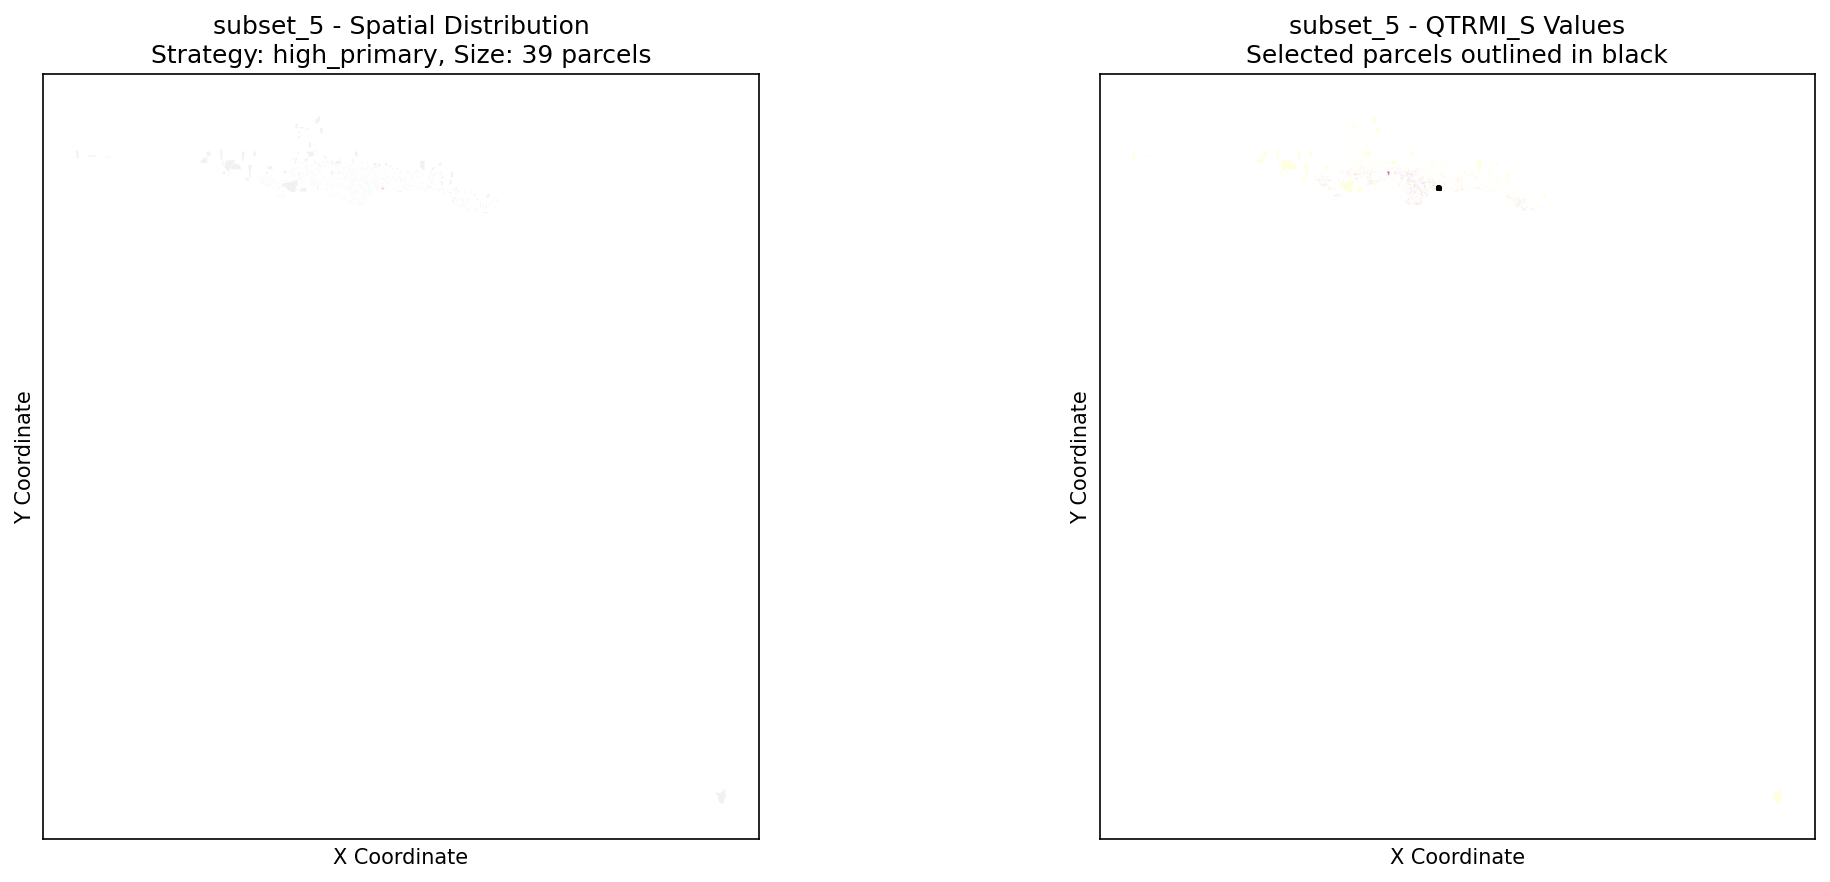 subset_5 - Spatial Distribution
Strategy: high_primary, Size: 39 parcels
Y Coordinate
X Coordinate
subset_5 - QTRMI_S Values
Selected parcels outlined in black
Y Coordinate
X Coordinate